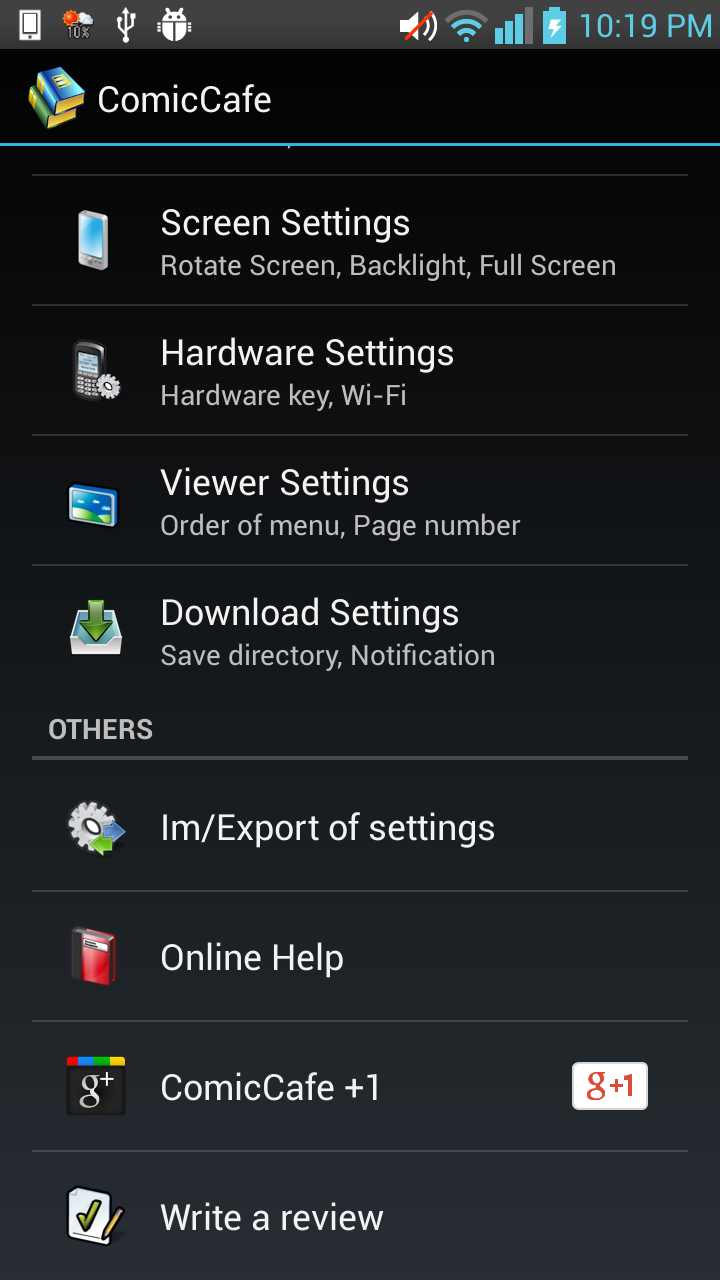 10%
10:19 PM
ComicCafe
Screen Settings
Rotate Screen, Backlight, Full Screen
Hardware Settings
Hardware key, Wi-Fi
Viewer Settings
Order of menu, Page number
Download Settings
Save directory, Notification
OTHERS
Im/Export of settings
Online Help
g+
ComicCafe +1
g+1
Write a review